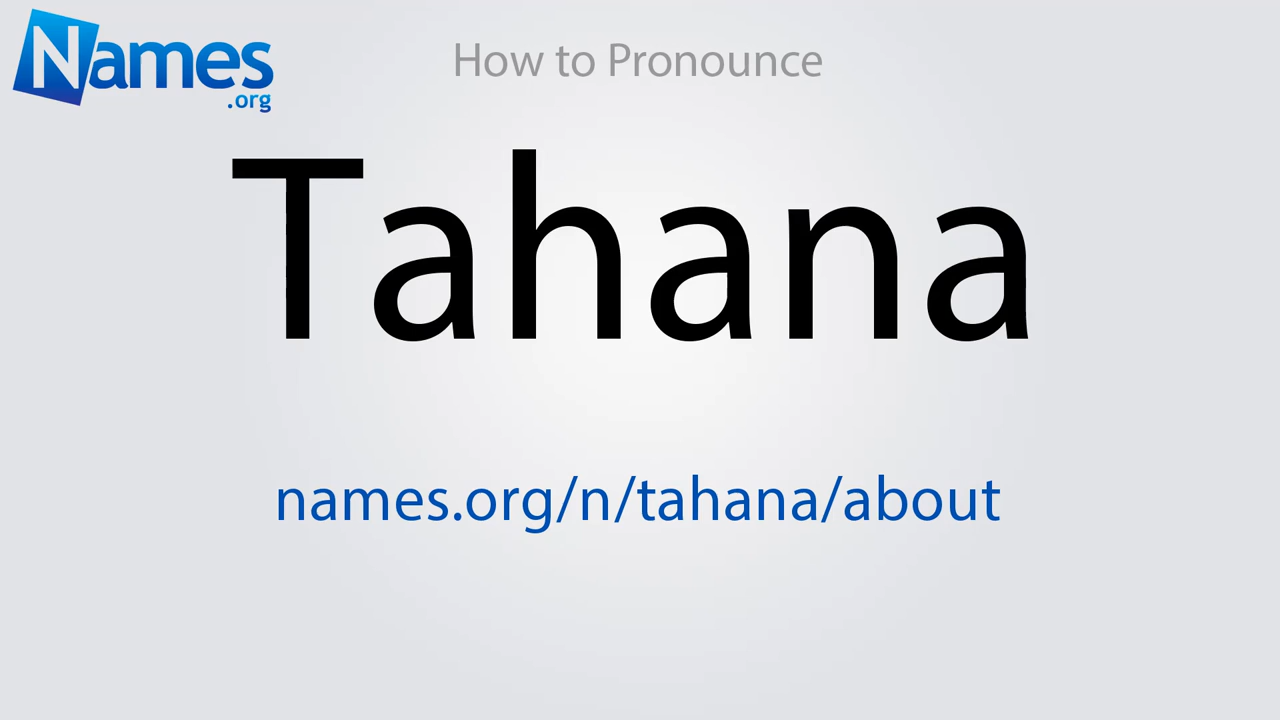 Names
.org
How to Pronounce
Tahana
names.org/n/tahana/about